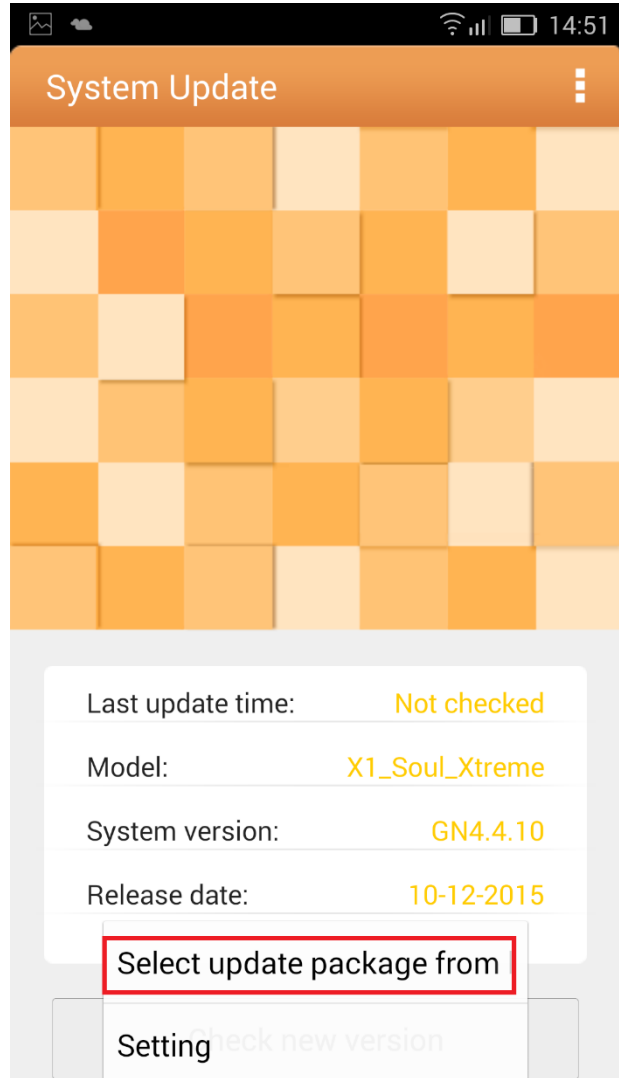 14:51
System Update
Last update time: Not checked
Model: X1_Soul_Xtreme
System version: GN4.4.10
Release date: 10-12-2015
Select update package from
Setting
Check new version